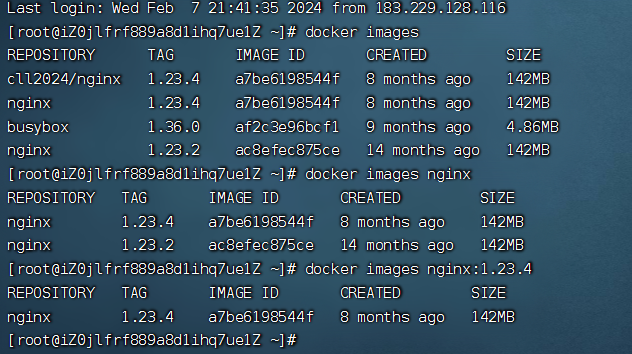 Last login: Wed Feb  7 21:41:35 2024 from 183.229.128.116
[root@iZ0jlfrf889a8d1ihq7ue1Z ~]# docker images
REPOSITORY      TAG       IMAGE ID       CREATED         SIZE
cll2024/nginx   1.23.4    a7be6198544f   8 months ago    142MB
nginx           1.23.4    a7be6198544f   8 months ago    142MB
busybox         1.36.0    af2c3e96bcf1   9 months ago    4.86MB
nginx           1.23.2    ac8efec875ce   14 months ago   142MB
[root@iZ0jlfrf889a8d1ihq7ue1Z ~]# docker images nginx
REPOSITORY   TAG       IMAGE ID       CREATED         SIZE
nginx        1.23.4    a7be6198544f   8 months ago    142MB
nginx        1.23.2    ac8efec875ce   14 months ago   142MB
[root@iZ0jlfrf889a8d1ihq7ue1Z ~]# docker images nginx:1.23.4
REPOSITORY   TAG       IMAGE ID       CREATED        SIZE
nginx        1.23.4    a7be6198544f   8 months ago   142MB
[root@iZ0jlfrf889a8d1ihq7ue1Z ~]#